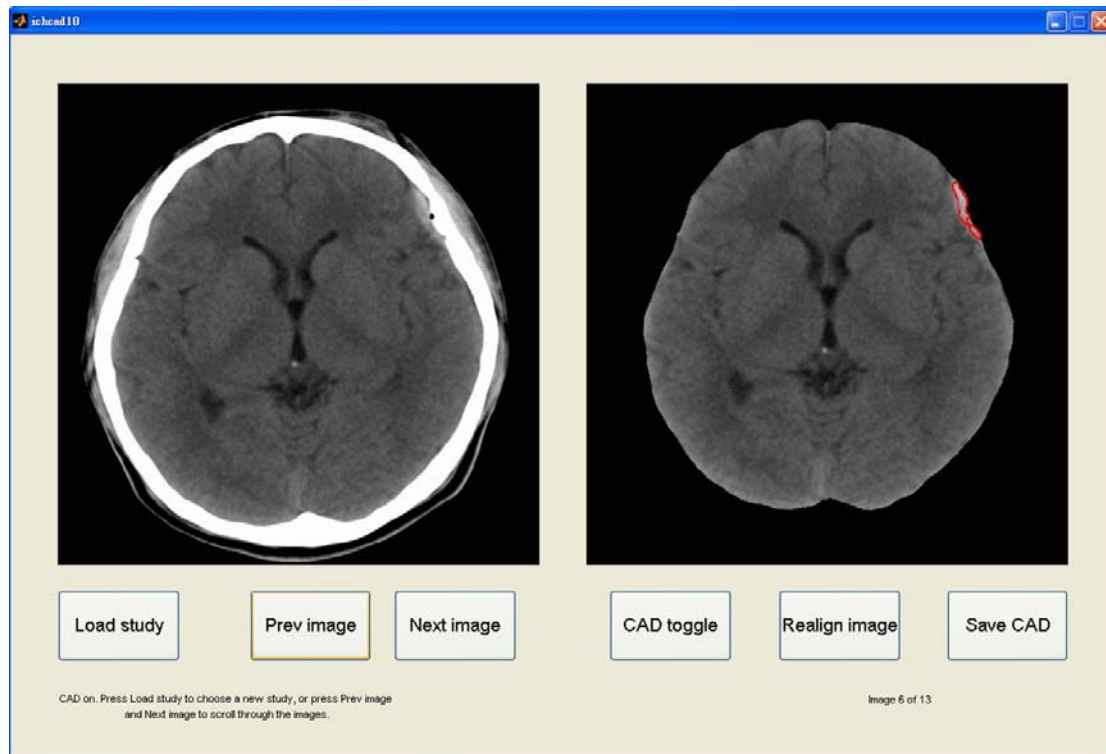 ichcad10
Load study
Prev image
Next image
CAD toggle
Realign image
Save CAD
CAD on. Press Load study to choose a new study, or press Prev image
and Next image to scroll through the images.
Image 6 of 13